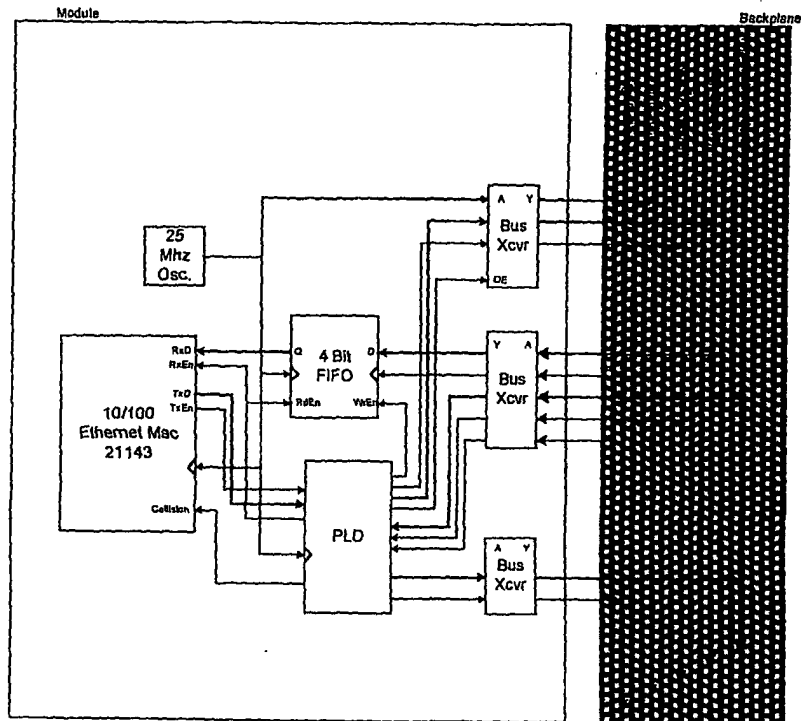 Module
Backplane
25
Mhz
Osc.
A Y
Bus
Xcvr
OE
10/100
Ethernet Mac
21143
RxD
RxEn
TxD
TxEn
Collision
Q D
4 Bit
FIFO
RdEn WrEn
Y A
Bus
Xcvr
PLD
A Y
Bus
Xcvr